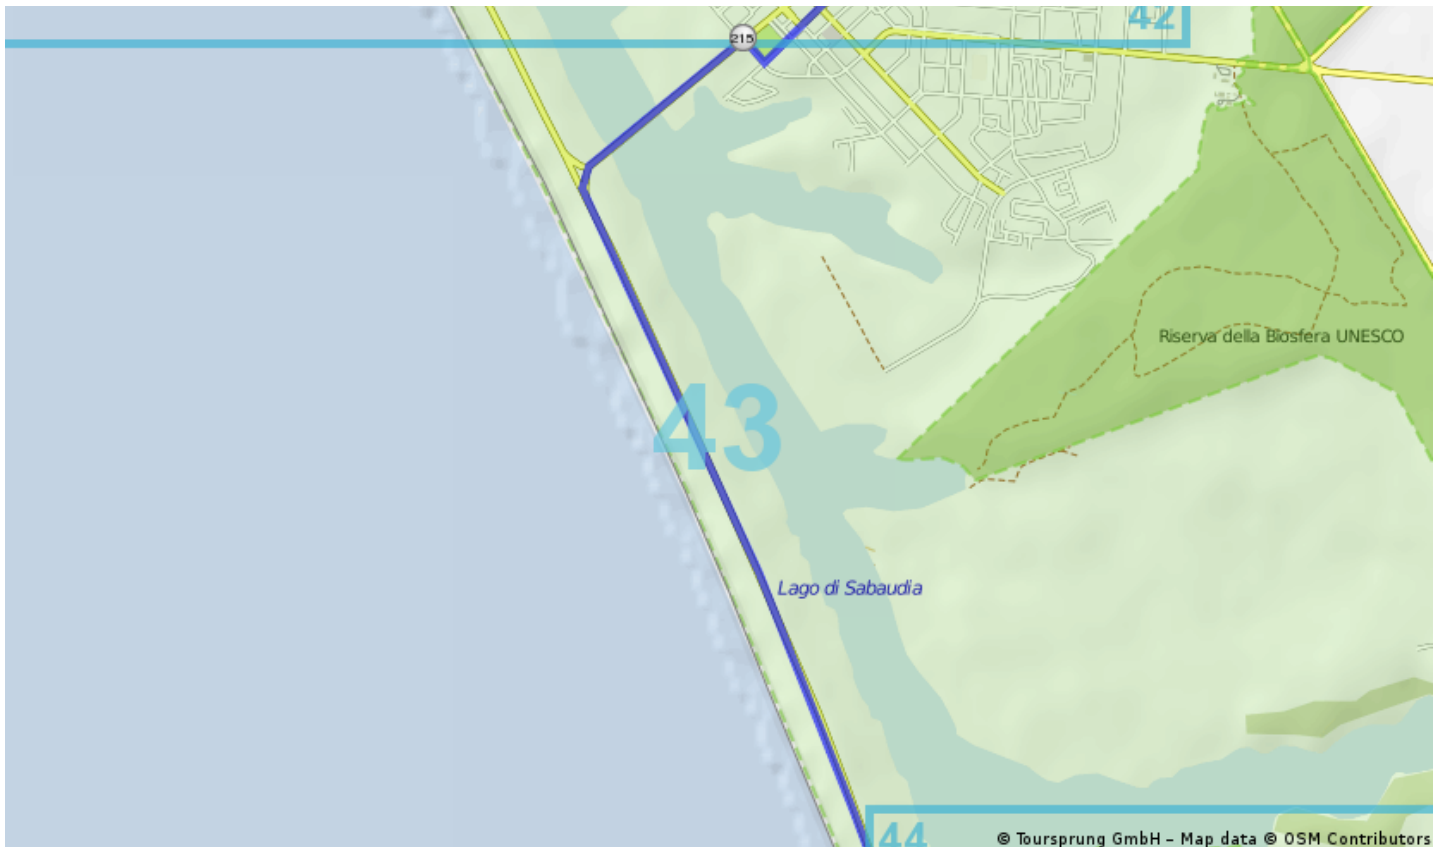 42
215
Riserva della Biosfera UNESCO
43
Lago di Sabaudia
44
© Toursprung GmbH – Map data © OSM Contributors